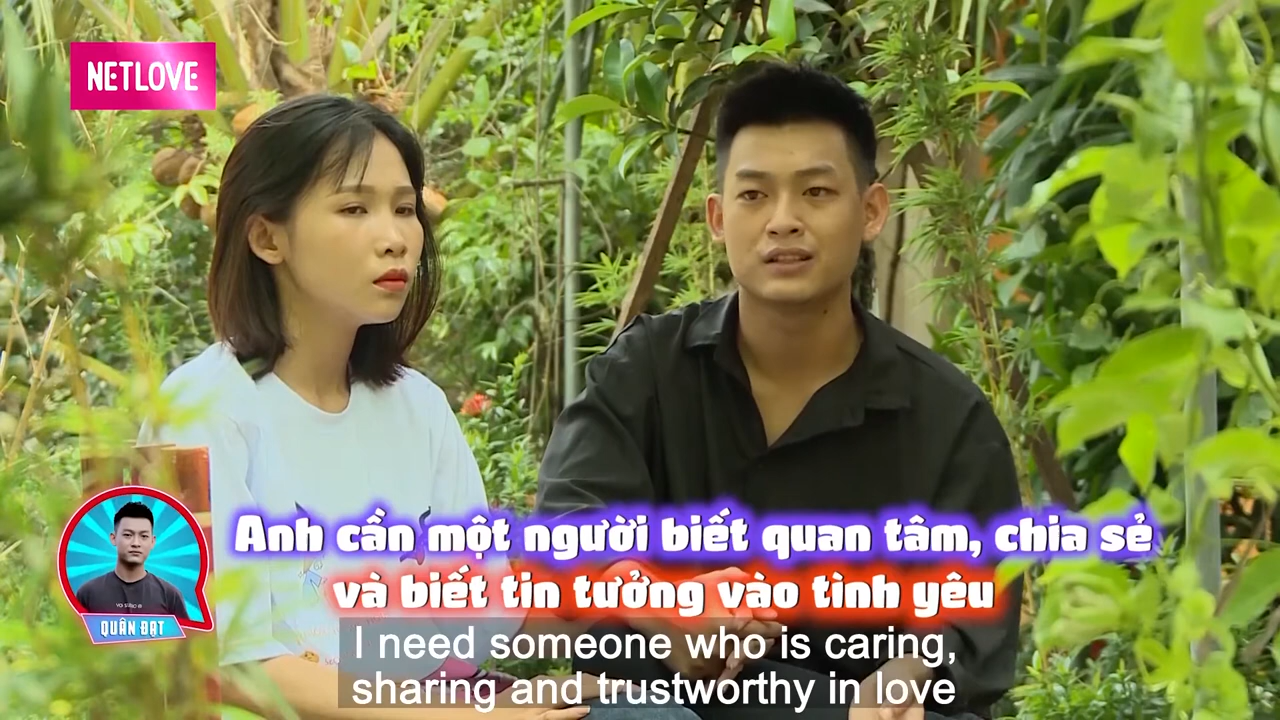 NETLOVE
Anh cần một người biết quan tâm, chia sẻ
và biết tin tưởng vào tình yêu
QUÂN ĐẠT
I need someone who is caring,
sharing and trustworthy in love